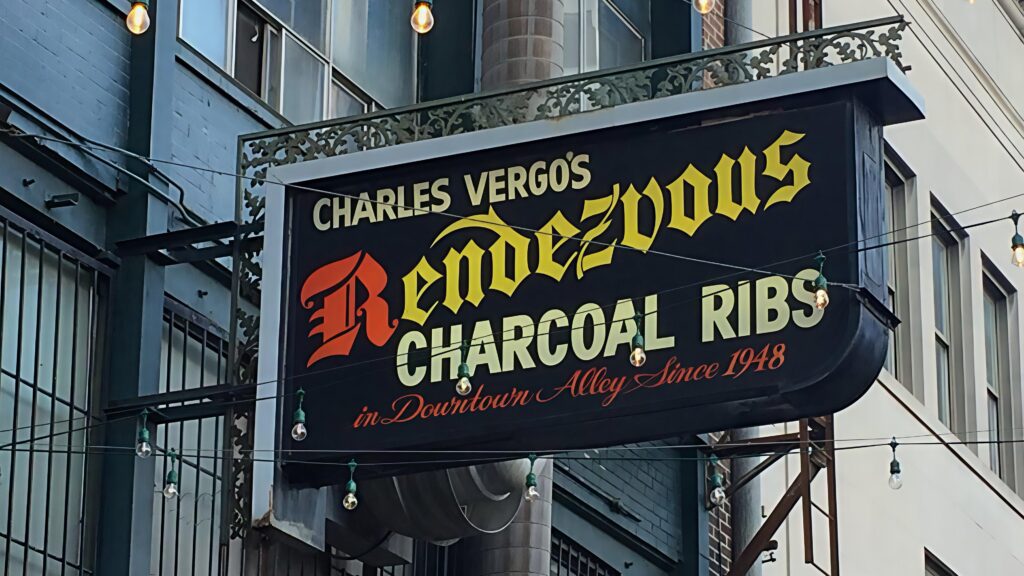 CHARLES VERGO'S
Rendezvous
CHARCOAL RIBS
in Downtown Alley Since 1948